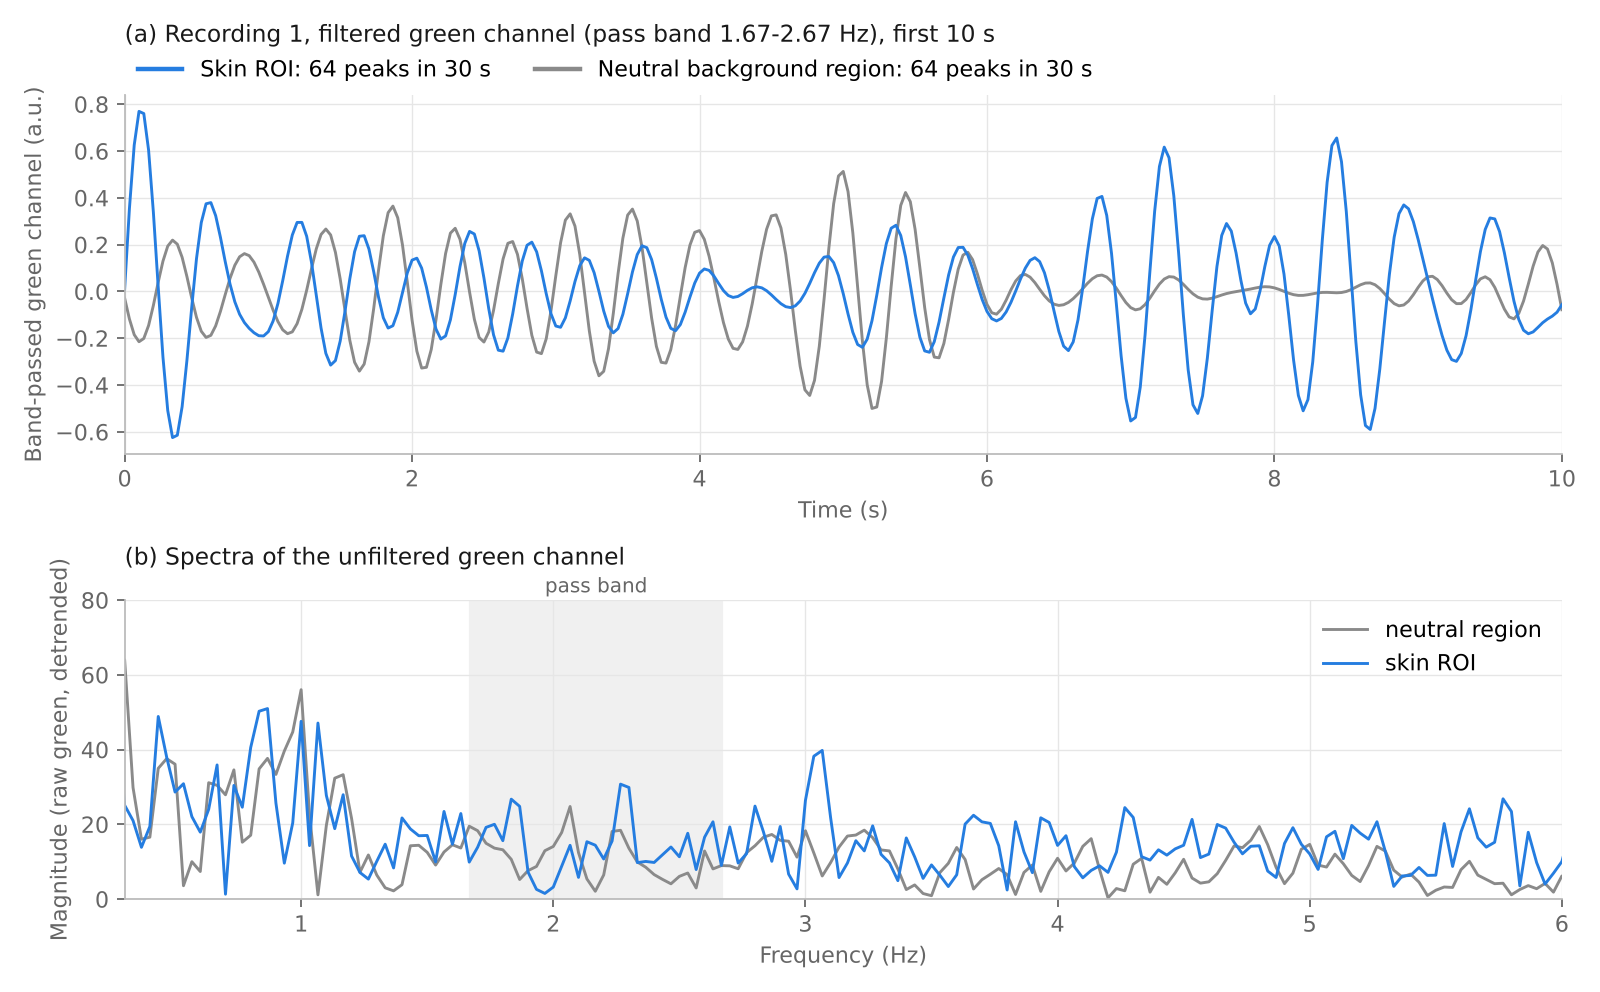 (a) Recording 1, filtered green channel (pass band 1.67-2.67 Hz), first 10 s
Skin ROI: 64 peaks in 30 s
Neutral background region: 64 peaks in 30 s
Band-passed green channel (a.u.)
0.8
0.6
0.4
0.2
0.0
−0.2
−0.4
−0.6
0 2 4 6 8 10
Time (s)
(b) Spectra of the unfiltered green channel
pass band
Magnitude (raw green, detrended)
80
60
40
20
0
neutral region
skin ROI
1 2 3 4 5 6
Frequency (Hz)